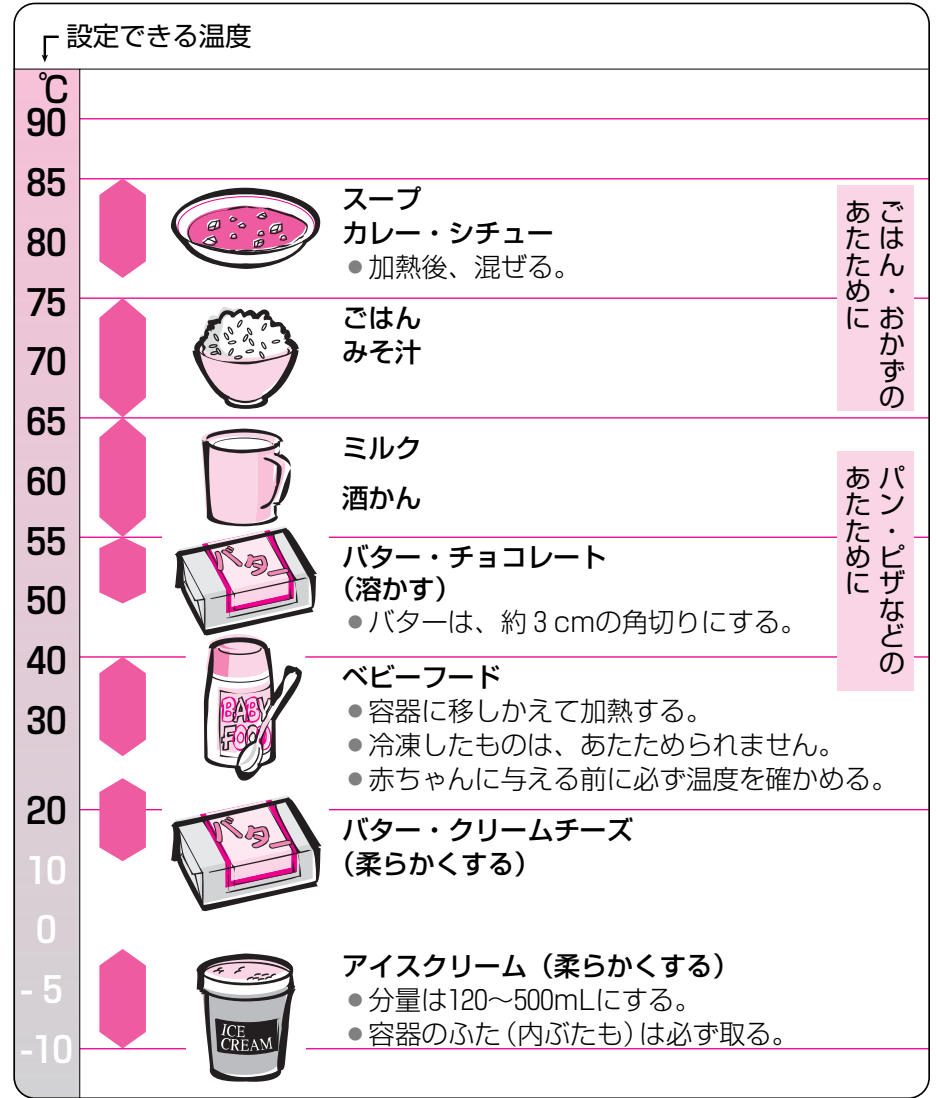 設定できる温度
℃
90
85
スープ
80
カレー・シチュー
●加熱後、混ぜる。
75
ごはん
70
みそ汁
ごはん・おかずの
あたために
65
ミルク
60
酒かん
55
バター・チョコレート
(溶かす)
50
●バターは、約3cmの角切りにする。
パン・ピザなどの
あたために
バター
40
ベビーフード
●容器に移しかえて加熱する。
30
●冷凍したものは、あたためられません。
●赤ちゃんに与える前に必ず温度を確かめる。
BABY
FOOD
20
バター・クリームチーズ
(柔らかくする)
バター
10
0
アイスクリーム(柔らかくする)
-5
●分量は120～500mLにする。
●容器のふた(内ぶたも)は必ず取る。
-10
ICE
CREAM